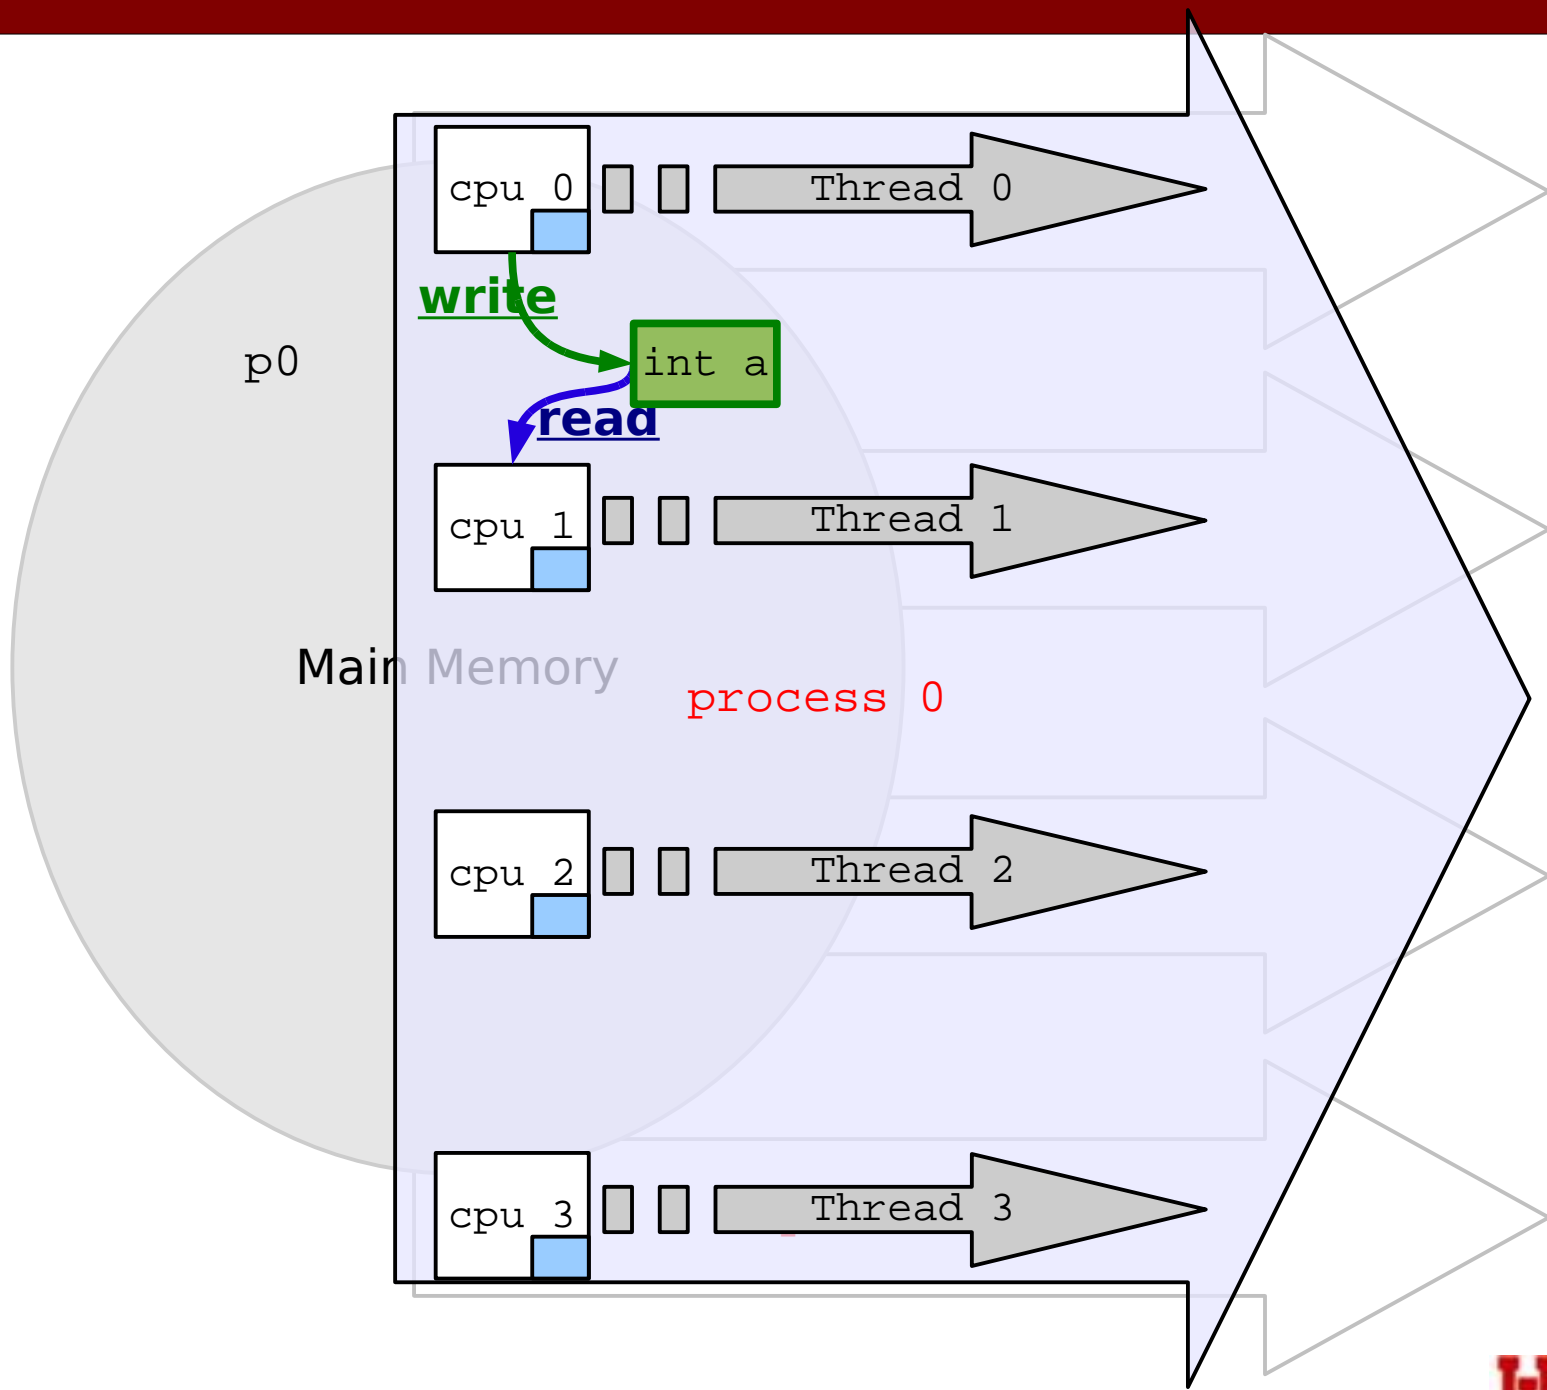 cpu 0
Thread 0
write
p0
int a
read
cpu 1
Thread 1
Main Memory
process 0
cpu 2
Thread 2
cpu 3
Thread 3